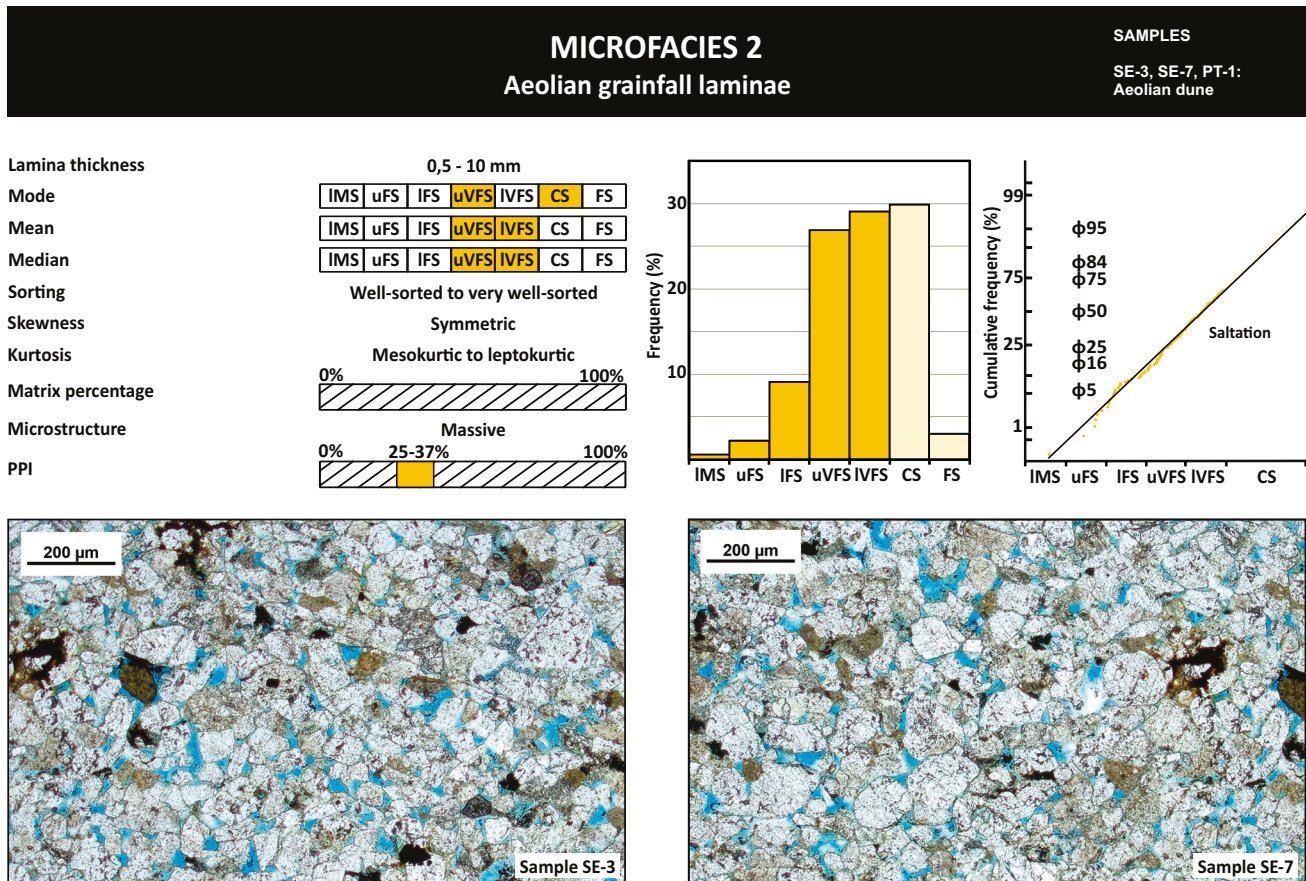 MICROFACIES 2
Aeolian grainfall laminae
SAMPLES
SE-3, SE-7, PT-1:
Aeolian dune
Lamina thickness 0,5 - 10 mm
Mode lMS uFS lFS uVFS lVFS CS FS
Mean lMS uFS lFS uVFS lVFS CS FS
Median lMS uFS lFS uVFS lVFS CS FS
Sorting Well-sorted to very well-sorted
Skewness Symmetric
Kurtosis Mesokurtic to leptokurtic
0% 100%
Matrix percentage
Microstructure Massive
0% 25-37% 100%
PPI
Frequency (%)
30
20
10
lMS uFS lFS uVFS lVFS CS FS
Cumulative frequency (%)
99
75
25
1
ϕ95
ϕ84
ϕ75
ϕ50
ϕ25
ϕ16
ϕ5
Saltation
lMS uFS lFS uVFS lVFS CS
200 µm
Sample SE-3
200 µm
Sample SE-7